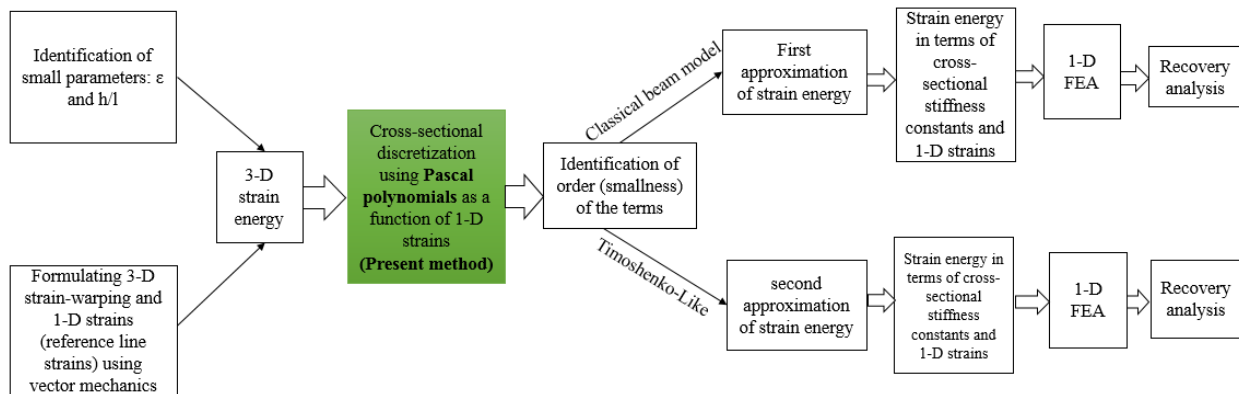 Identification of
small parameters: ε
and h/l
Formulating 3-D
strain-warping and
1-D strains
(reference line
strains) using
vector mechanics
3-D
strain
energy
Cross-sectional
discretization
using Pascal
polynomials as a
function of 1-D
strains
(Present method)
Identification of
order (smallness)
of the terms
Classical beam model
First
approximation
of strain energy
Strain energy
in terms of
cross-
sectional
stiffness
constants and
1-D strains
1-D
FEA
Recovery
analysis
Timoshenko-Like
second
approximation
of strain energy
Strain energy in
terms of cross-
sectional
stiffness
constants and
1-D strains
1-D
FEA
Recovery
analysis